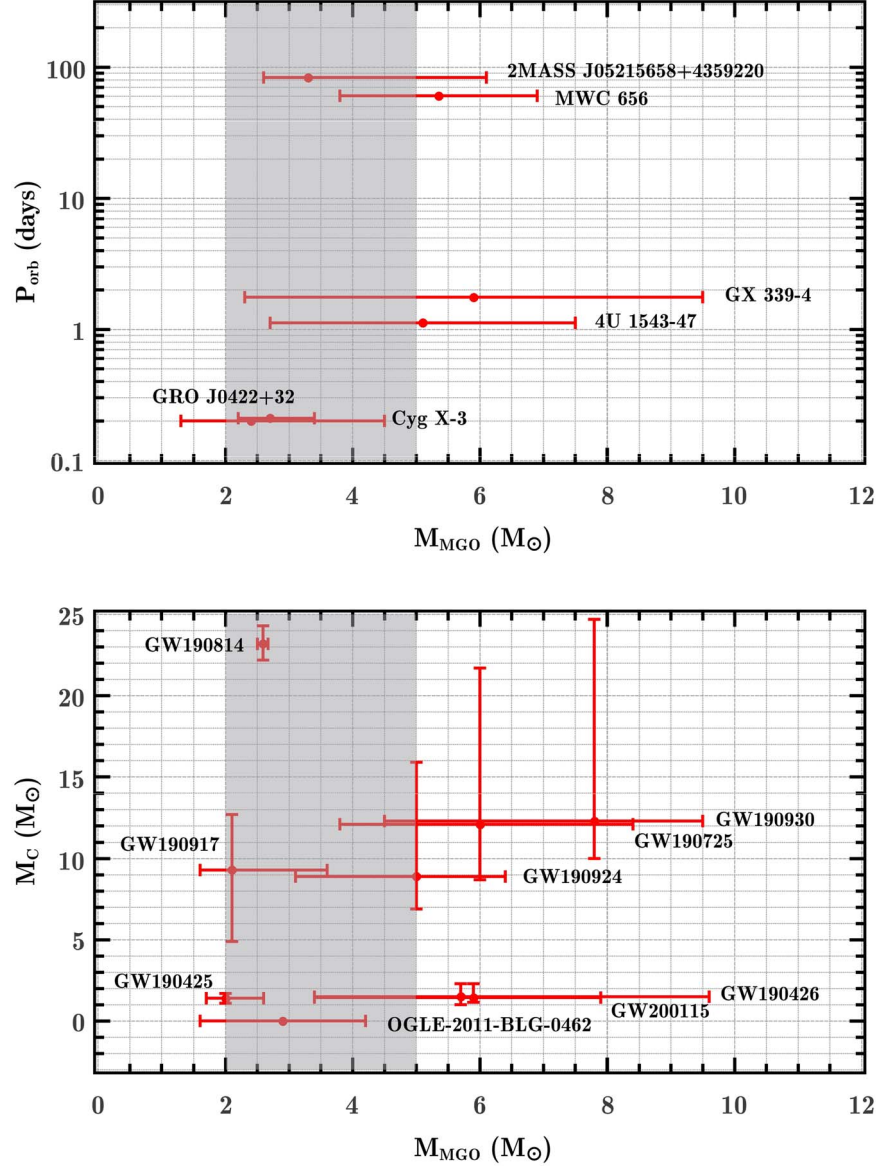 100
10
1
0.1
P_orb (days)
2MASS J05215658+4359220
MWC 656
GX 339-4
4U 1543-47
GRO J0422+32
Cyg X-3
0 2 4 6 8 10 12
M_MGO (M_⊙)
25
20
15
10
5
0
M_C (M_⊙)
GW190814
GW190930
GW190725
GW190917
GW190924
GW190425
GW190426
GW200115
OGLE-2011-BLG-0462
0 2 4 6 8 10 12
M_MGO (M_⊙)